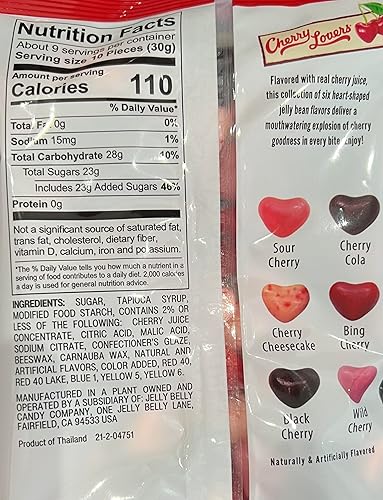 Nutrition Facts
About 9 servings per container
Serving size 10 Pieces (30g)
Amount per serving
Calories 110
% Daily Value*
Total Fat 0g 0%
Sodium 15mg 1%
Total Carbohydrate 28g 10%
Total Sugars 23g
Includes 23g Added Sugars 46%
Protein 0g
Not a significant source of saturated fat,
trans fat, cholesterol, dietary fiber,
vitamin D, calcium, iron and potassium.
*The % Daily Value tells you how much a nutrient in a
serving of food contributes to a daily diet. 2,000 calories
a day is used for general nutrition advice.
INGREDIENTS: SUGAR, TAPIOCA SYRUP,
MODIFIED FOOD STARCH, CONTAINS 2% OR
LESS OF THE FOLLOWING: CHERRY JUICE
CONCENTRATE, CITRIC ACID, MALIC ACID,
SODIUM CITRATE, CONFECTIONER'S GLAZE,
BEESWAX, CARNAUBA WAX, NATURAL AND
ARTIFICIAL FLAVORS, COLOR ADDED, RED 40,
RED 40 LAKE, BLUE 1, YELLOW 5, YELLOW 6.
MANUFACTURED IN A PLANT OWNED AND
OPERATED BY A SUBSIDIARY OF: JELLY BELLY
CANDY COMPANY, ONE JELLY BELLY LANE,
FAIRFIELD, CA 94533 USA
Product of Thailand 21-2-04751
Cherry Lovers
Flavored with real cherry juice,
this collection of six heart-shaped
jelly bean flavors deliver a
mouthwatering explosion of cherry
goodness in every bite. Enjoy!
Sour
Cherry
Cherry
Cola
Cherry
Cheesecake
Bing
Cherry
Black
Cherry
Wild
Cherry
Naturally & Artificially Flavored